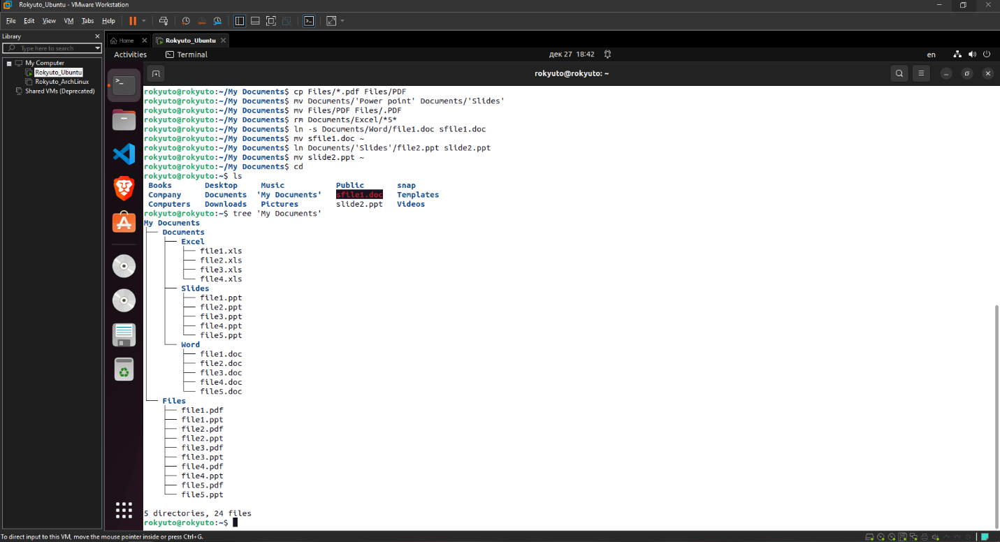 Rokyuto_Ubuntu - VMware Workstation
File Edit View VM Tabs Help
Library
Type here to search
My Computer
Rokyuto_Ubuntu
Rokyuto_ArchLinux
Shared VMs (Deprecated)
Home Rokyuto_Ubuntu
Activities Terminal дек 27 18:42 en
rokyuto@rokyuto: ~
rokyuto@rokyuto:~/My Documents$ cp Files/*.pdf Files/PDF
rokyuto@rokyuto:~/My Documents$ mv Documents/'Power point' Documents/'Slides'
rokyuto@rokyuto:~/My Documents$ mv Files/PDF Files/.PDF
rokyuto@rokyuto:~/My Documents$ rm Documents/Excel/*5*
rokyuto@rokyuto:~/My Documents$ ln -s Documents/Word/file1.doc sfile1.doc
rokyuto@rokyuto:~/My Documents$ mv sfile1.doc ~
rokyuto@rokyuto:~/My Documents$ ln Documents/'Slides'/file2.ppt slide2.ppt
rokyuto@rokyuto:~/My Documents$ mv slide2.ppt ~
rokyuto@rokyuto:~/My Documents$ cd
rokyuto@rokyuto:~$ ls
Books Desktop Music Public snap
Company Documents 'My Documents' sfile1.doc Templates
Computers Downloads Pictures slide2.ppt Videos
rokyuto@rokyuto:~$ tree 'My Documents'
My Documents
├── Documents
│   ├── Excel
│   │   ├── file1.xls
│   │   ├── file2.xls
│   │   ├── file3.xls
│   │   └── file4.xls
│   ├── Slides
│   │   ├── file1.ppt
│   │   ├── file2.ppt
│   │   ├── file3.ppt
│   │   ├── file4.ppt
│   │   └── file5.ppt
│   └── Word
│       ├── file1.doc
│       ├── file2.doc
│       ├── file3.doc
│       ├── file4.doc
│       └── file5.doc
└── Files
    ├── file1.pdf
    ├── file1.ppt
    ├── file2.pdf
    ├── file2.ppt
    ├── file3.pdf
    ├── file3.ppt
    ├── file4.pdf
    ├── file4.ppt
    ├── file5.pdf
    └── file5.ppt
5 directories, 24 files
rokyuto@rokyuto:~$
To direct input to this VM, move the mouse pointer inside or press Ctrl+G.